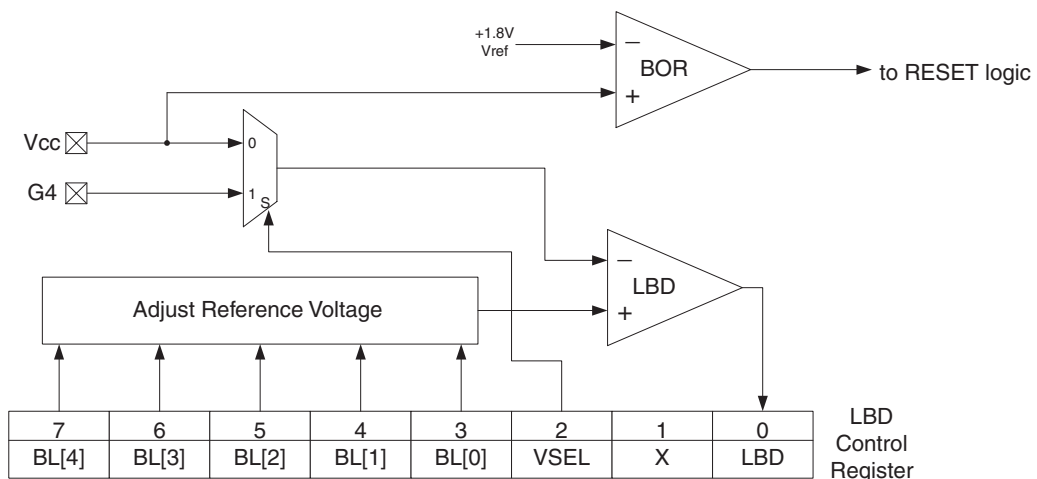 +1.8V
Vref
−
BOR
+
to RESET logic
Vcc
0
G4
1
S
−
LBD
+
Adjust Reference Voltage
7 6 5 4 3 2 1 0
BL[4] BL[3] BL[2] BL[1] BL[0] VSEL X LBD
LBD
Control
Register